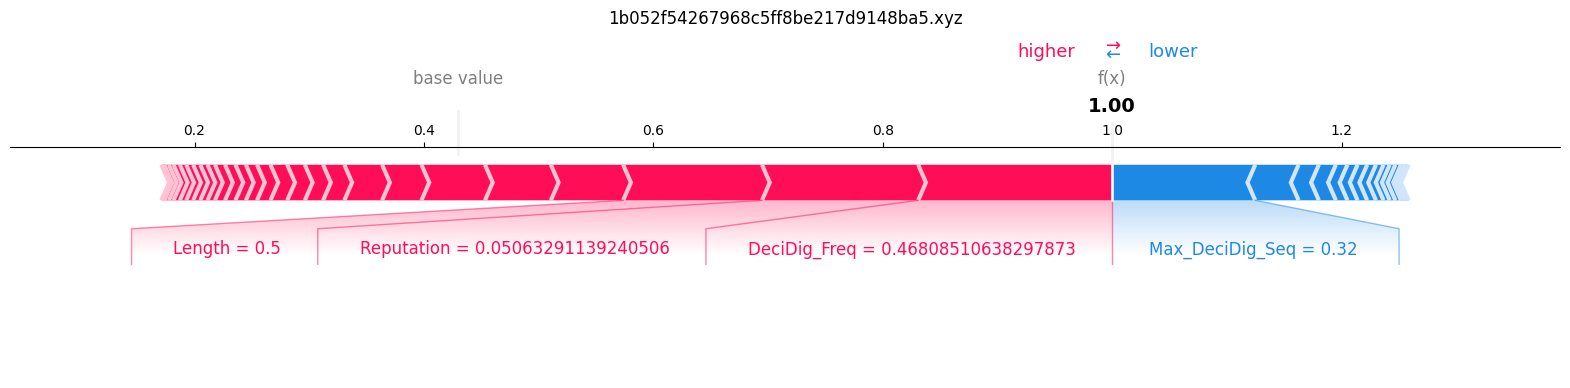 1b052f54267968c5ff8be217d9148ba5.xyz
higher ⇄ lower
base value f(x)
1.00
0.2 0.4 0.6 0.8 1.0 1.2
Length = 0.5 Reputation = 0.05063291139240506 DeciDig_Freq = 0.46808510638297873 Max_DeciDig_Seq = 0.32